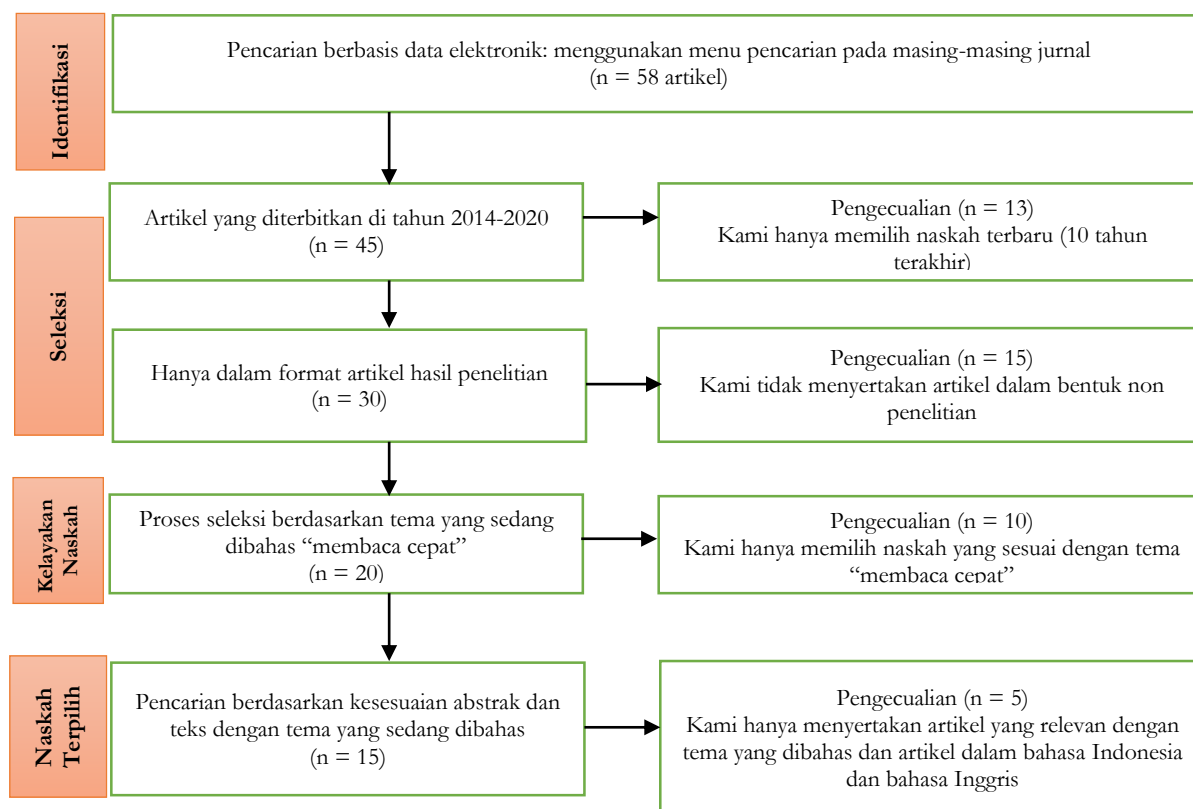 Identifikasi
Pencarian berbasis data elektronik: menggunakan menu pencarian pada masing-masing jurnal
(n = 58 artikel)
Seleksi
Artikel yang diterbitkan di tahun 2014-2020
(n = 45)
Pengecualian (n = 13)
Kami hanya memilih naskah terbaru (10 tahun
terakhir)
Hanya dalam format artikel hasil penelitian
(n = 30)
Pengecualian (n = 15)
Kami tidak menyertakan artikel dalam bentuk non
penelitian
Kelayakan
Naskah
Proses seleksi berdasarkan tema yang sedang
dibahas “membaca cepat”
(n = 20)
Pengecualian (n = 10)
Kami hanya memilih naskah yang sesuai dengan tema
“membaca cepat”
Naskah
Terpilih
Pencarian berdasarkan kesesuaian abstrak dan
teks dengan tema yang sedang dibahas
(n = 15)
Pengecualian (n = 5)
Kami hanya menyertakan artikel yang relevan dengan
tema yang dibahas dan artikel dalam bahasa Indonesia
dan bahasa Inggris